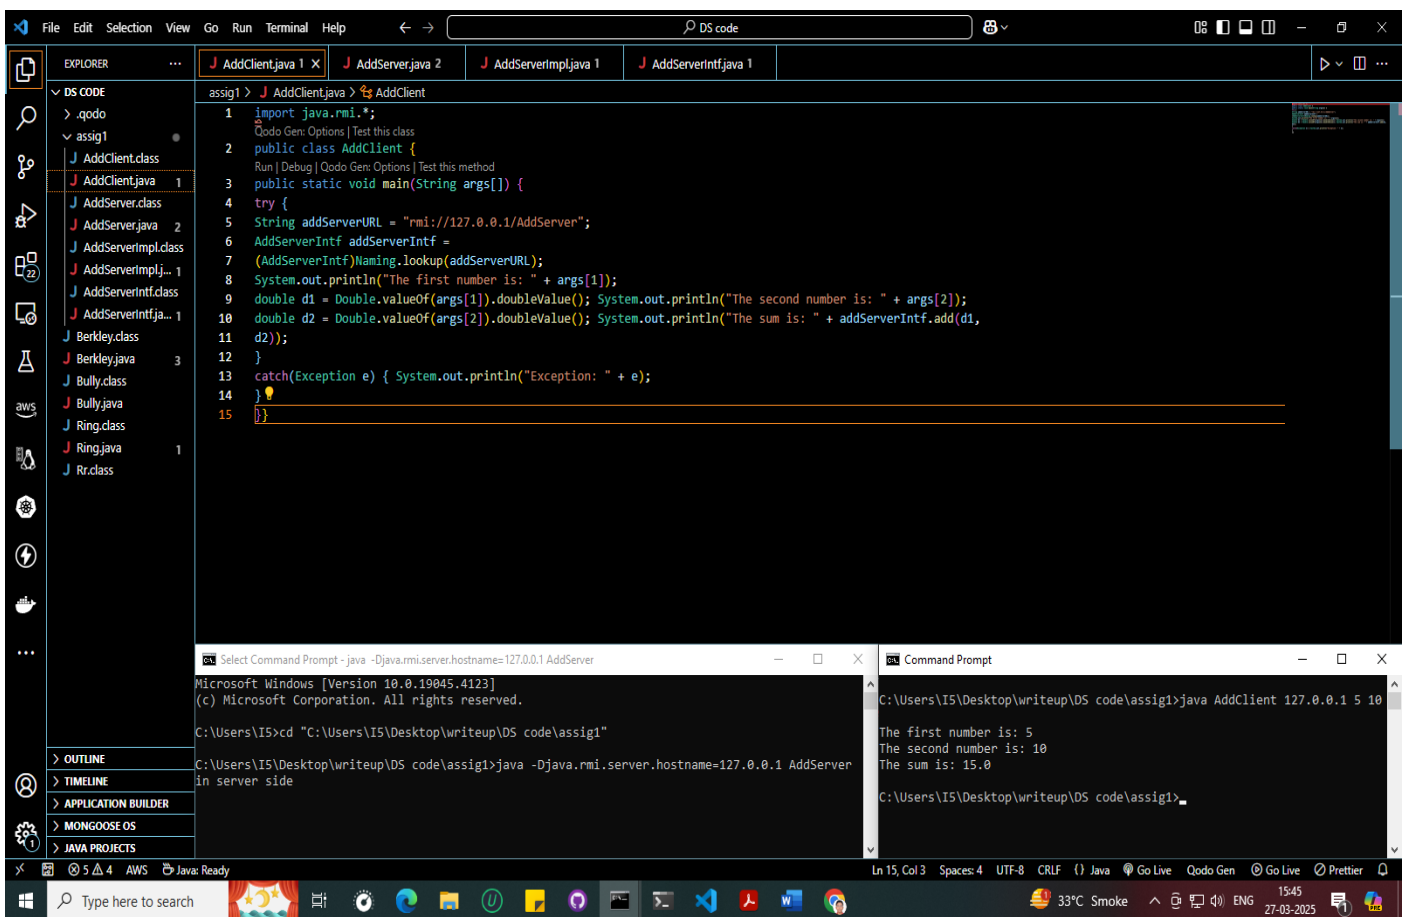 File Edit Selection View Go Run Terminal Help
DS code
EXPLORER
AddClient.java 1
AddServer.java 2
AddServerImpl.java 1
AddServerIntf.java 1
DS CODE
.qodo
assig1
AddClient.class
AddClient.java 1
AddServer.class
AddServer.java 2
AddServerImpl.class
AddServerImpl.j... 1
AddServerIntf.class
AddServerIntf.ja... 1
Berkley.class
Berkley.java 3
Bully.class
Bully.java
Ring.class
Ring.java 1
Rr.class
OUTLINE
TIMELINE
APPLICATION BUILDER
MONGOOSE OS
JAVA PROJECTS
22
aws
1
assig1 > AddClient.java > AddClient
1 import java.rmi.*;
Qodo Gen: Options | Test this class
2 public class AddClient {
Run | Debug | Qodo Gen: Options | Test this method
3 public static void main(String args[]) {
4 try {
5 String addServerURL = "rmi://127.0.0.1/AddServer";
6 AddServerIntf addServerIntf =
7 (AddServerIntf)Naming.lookup(addServerURL);
8 System.out.println("The first number is: " + args[1]);
9 double d1 = Double.valueOf(args[1]).doubleValue(); System.out.println("The second number is: " + args[2]);
10 double d2 = Double.valueOf(args[2]).doubleValue(); System.out.println("The sum is: " + addServerIntf.add(d1,
11 d2));
12 }
13 catch(Exception e) { System.out.println("Exception: " + e);
14 }
15 }}
Select Command Prompt - java -Djava.rmi.server.hostname=127.0.0.1 AddServer
Microsoft Windows [Version 10.0.19045.4123]
(c) Microsoft Corporation. All rights reserved.
C:\Users\I5>cd "C:\Users\I5\Desktop\writeup\DS code\assig1"
C:\Users\I5\Desktop\writeup\DS code\assig1>java -Djava.rmi.server.hostname=127.0.0.1 AddServer
in server side
Command Prompt
C:\Users\I5\Desktop\writeup\DS code\assig1>java AddClient 127.0.0.1 5 10
The first number is: 5
The second number is: 10
The sum is: 15.0
C:\Users\I5\Desktop\writeup\DS code\assig1>
5 4 AWS Java: Ready
Ln 15, Col 3 Spaces: 4 UTF-8 CRLF {} Java Go Live Qodo Gen Go Live Prettier
Type here to search
33°C Smoke ENG
15:45
27-03-2025
1